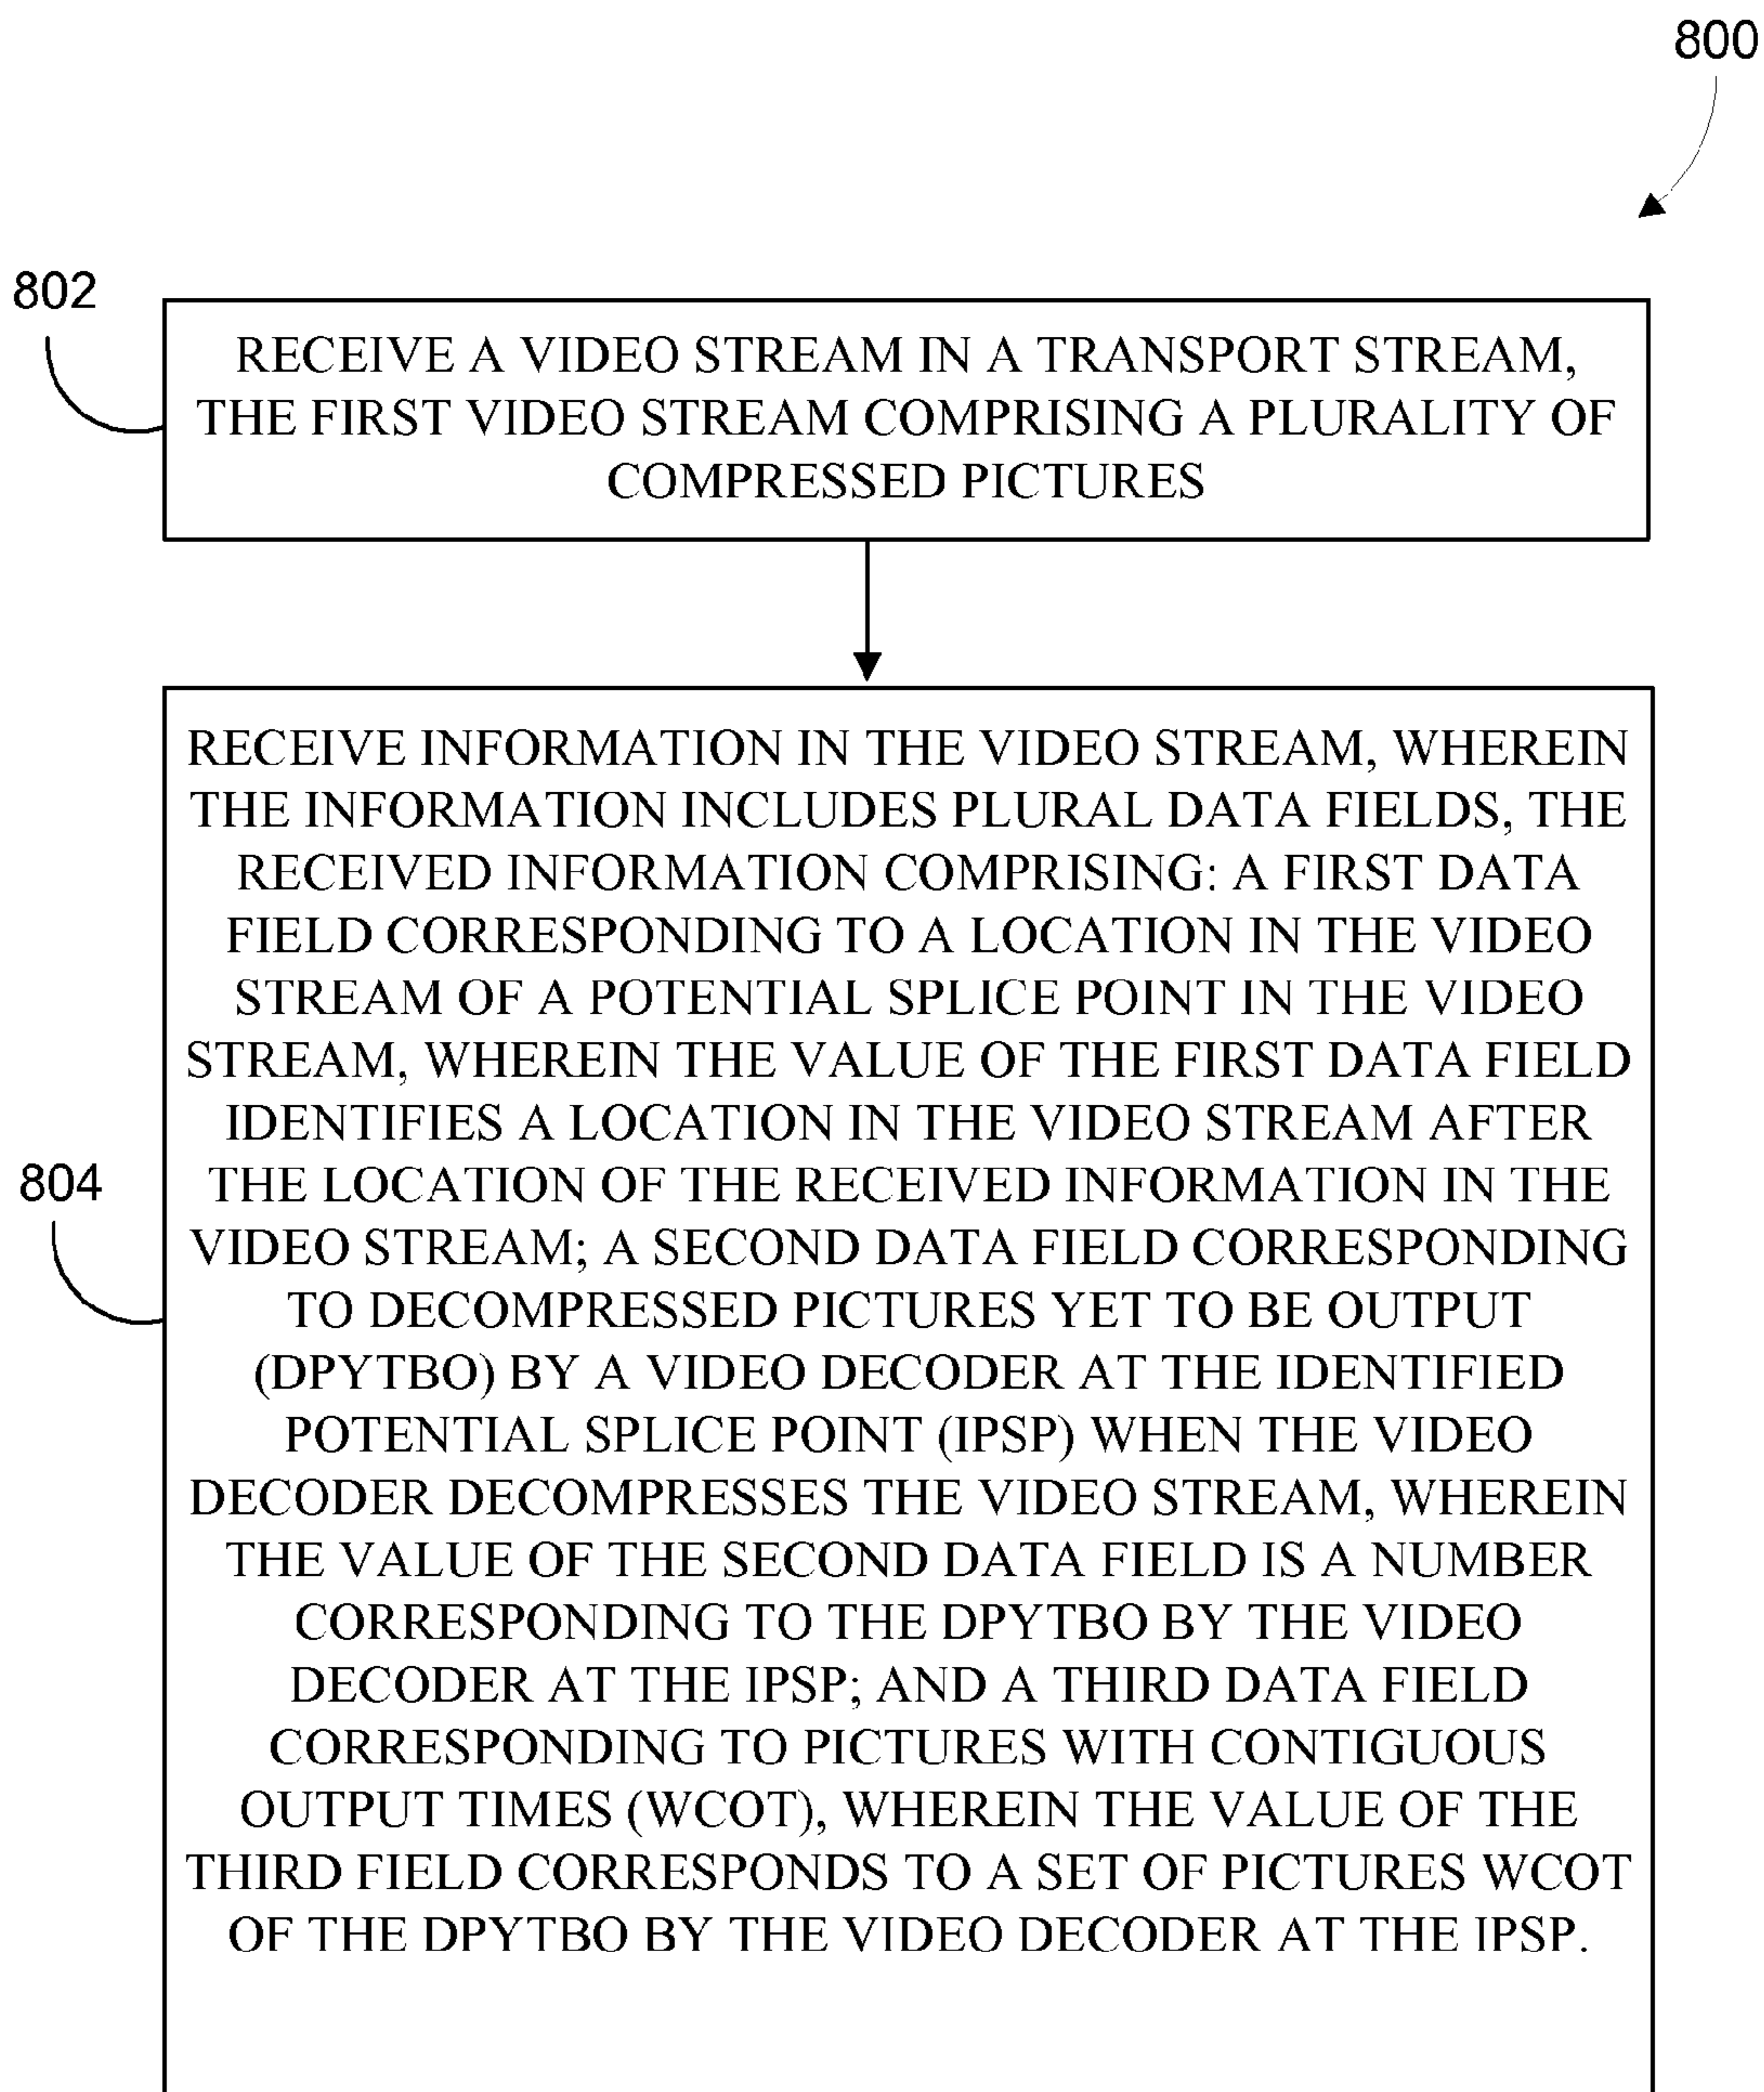 800
802
RECEIVE A VIDEO STREAM IN A TRANSPORT STREAM,
THE FIRST VIDEO STREAM COMPRISING A PLURALITY OF
COMPRESSED PICTURES
804
RECEIVE INFORMATION IN THE VIDEO STREAM, WHEREIN
THE INFORMATION INCLUDES PLURAL DATA FIELDS, THE
RECEIVED INFORMATION COMPRISING: A FIRST DATA
FIELD CORRESPONDING TO A LOCATION IN THE VIDEO
STREAM OF A POTENTIAL SPLICE POINT IN THE VIDEO
STREAM, WHEREIN THE VALUE OF THE FIRST DATA FIELD
IDENTIFIES A LOCATION IN THE VIDEO STREAM AFTER
THE LOCATION OF THE RECEIVED INFORMATION IN THE
VIDEO STREAM; A SECOND DATA FIELD CORRESPONDING
TO DECOMPRESSED PICTURES YET TO BE OUTPUT
(DPYTBO) BY A VIDEO DECODER AT THE IDENTIFIED
POTENTIAL SPLICE POINT (IPSP) WHEN THE VIDEO
DECODER DECOMPRESSES THE VIDEO STREAM, WHEREIN
THE VALUE OF THE SECOND DATA FIELD IS A NUMBER
CORRESPONDING TO THE DPYTBO BY THE VIDEO
DECODER AT THE IPSP; AND A THIRD DATA FIELD
CORRESPONDING TO PICTURES WITH CONTIGUOUS
OUTPUT TIMES (WCOT), WHEREIN THE VALUE OF THE
THIRD FIELD CORRESPONDS TO A SET OF PICTURES WCOT
OF THE DPYTBO BY THE VIDEO DECODER AT THE IPSP.